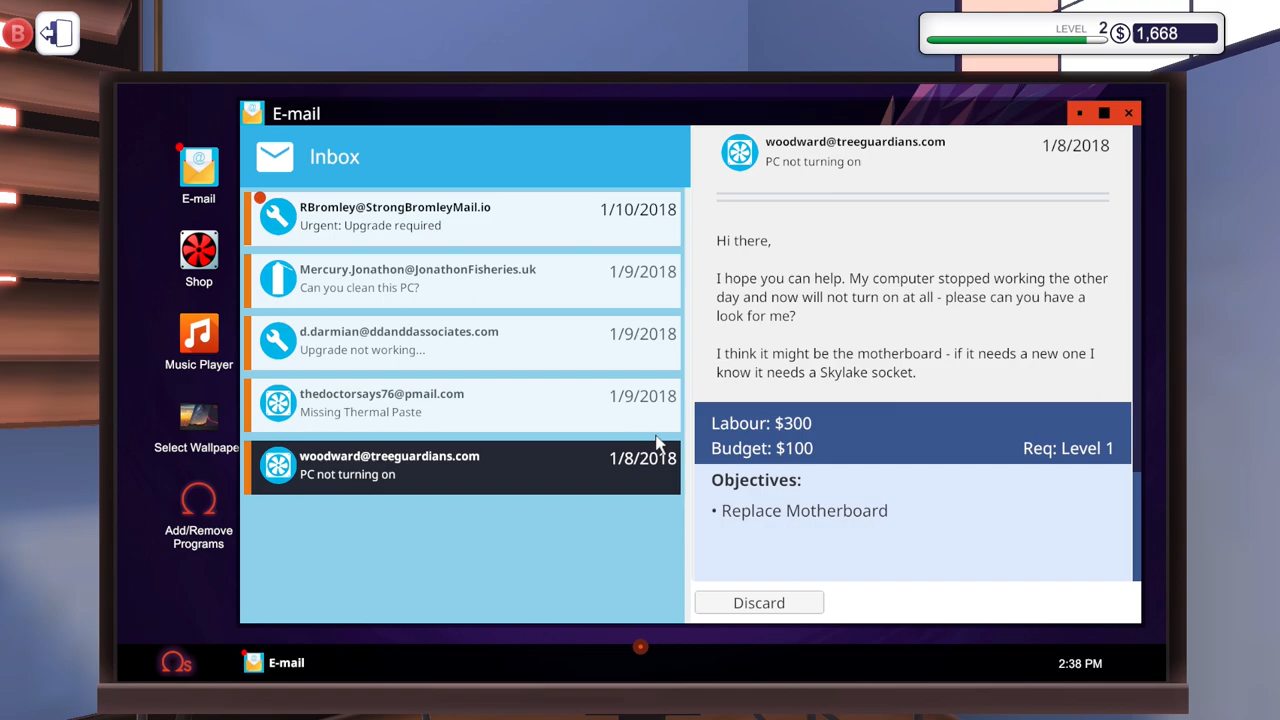 B
LEVEL 2
$ 1,668
E-mail
E-mail
Shop
Music Player
Select Wallpape
Add/Remove
Programs
Inbox
RBromley@StrongBromleyMail.io
1/10/2018
Urgent: Upgrade required
Mercury.Jonathon@JonathonFisheries.uk
1/9/2018
Can you clean this PC?
d.darmian@ddanddassociates.com
1/9/2018
Upgrade not working...
thedoctorsays76@pmail.com
1/9/2018
Missing Thermal Paste
woodward@treeguardians.com
1/8/2018
PC not turning on
woodward@treeguardians.com
1/8/2018
PC not turning on
Hi there,
I hope you can help. My computer stopped working the other
day and now will not turn on at all - please can you have a
look for me?
I think it might be the motherboard - if it needs a new one I
know it needs a Skylake socket.
Labour: $300
Budget: $100
Req: Level 1
Objectives:
• Replace Motherboard
Discard
Ωs
E-mail
2:38 PM